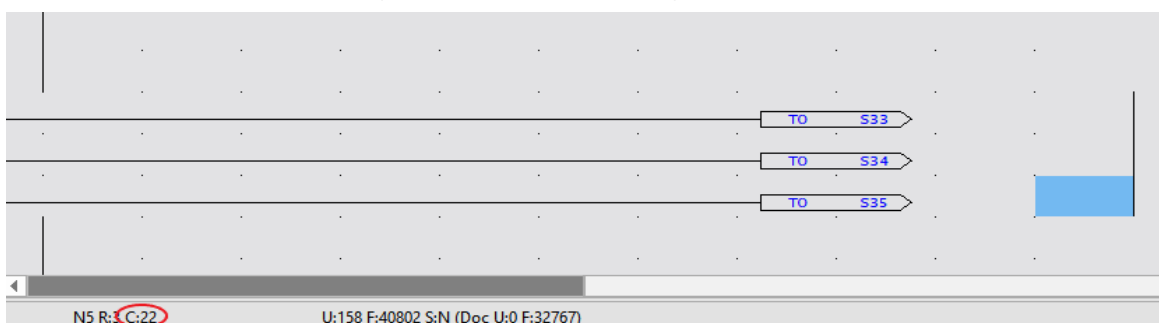 TO S33
TO S34
TO S35
N5 R:3 C:22 U:158 F:40802 S:N (Doc U:0 F:32767)